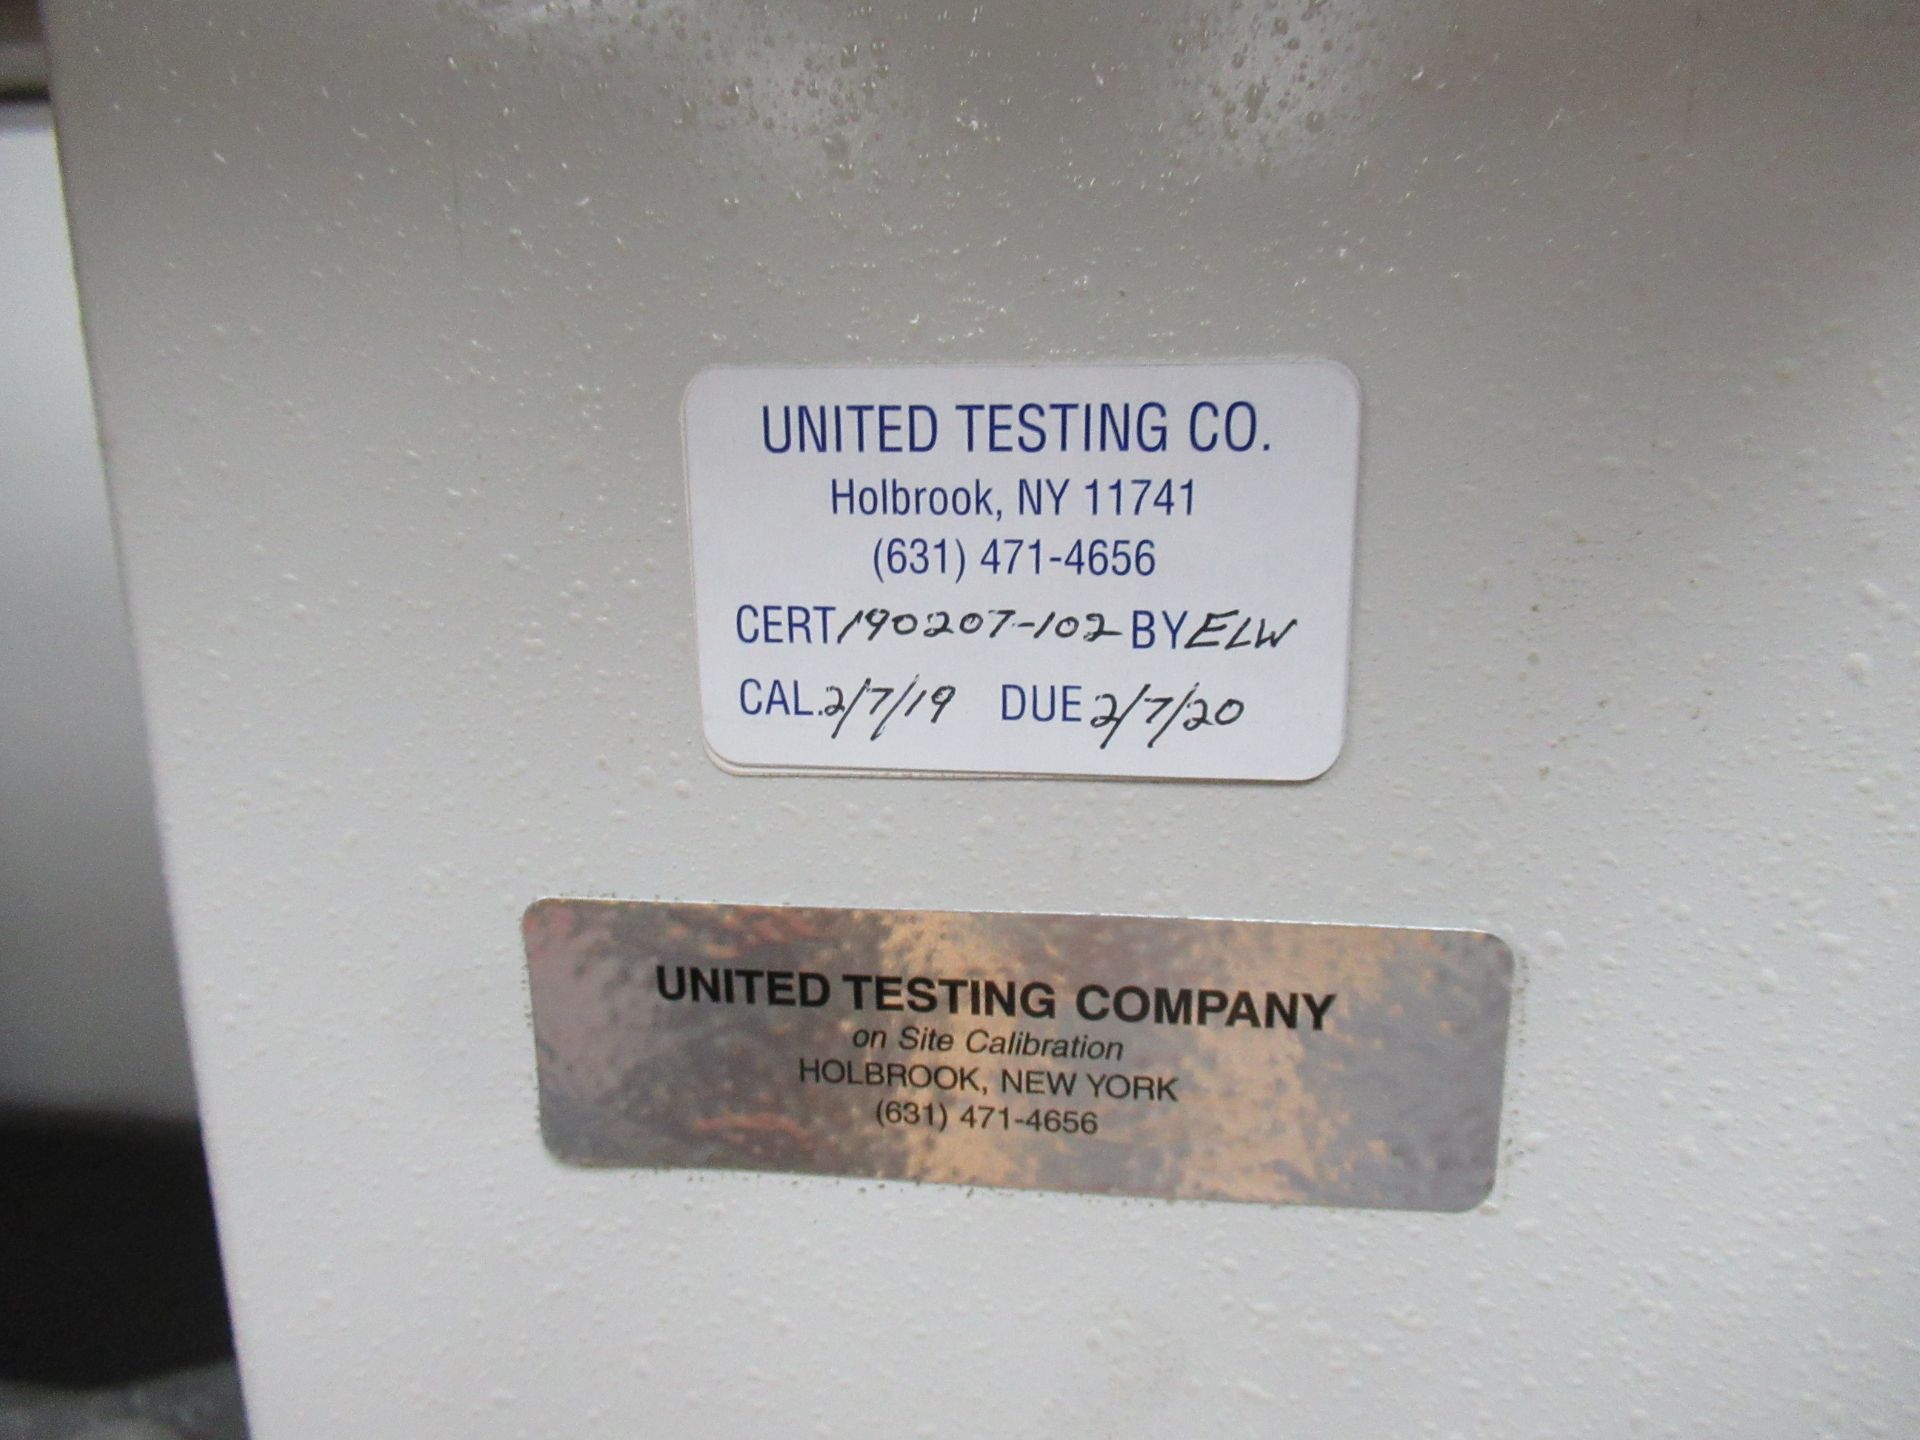 UNITED TESTING CO.
Holbrook, NY 11741
(631) 471-4656
CERT 190207-102 BY ELW
CAL. 2/7/19 DUE 2/7/20
UNITED TESTING COMPANY
on Site Calibration
HOLBROOK, NEW YORK
(631) 471-4656